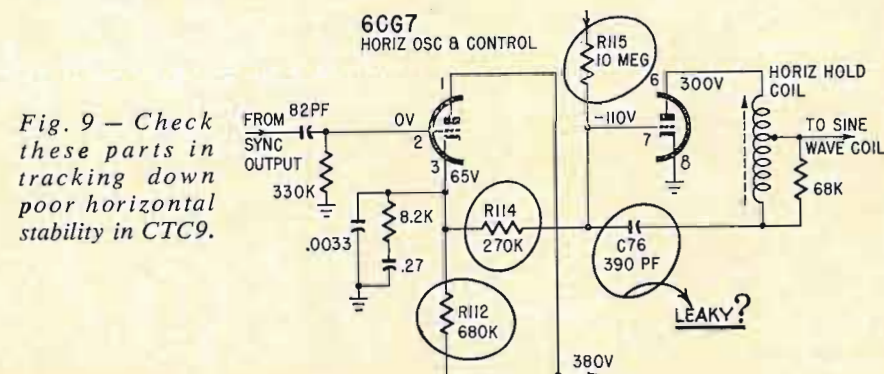 Fig. 9 — Check
these parts in
tracking down
poor horizontal
stability in CTC9.
6CG7
HORIZ OSC & CONTROL
FROM
SYNC
OUTPUT
82PF
330K
0V
1
2
3
65V
.0033
8.2K
.27
R114
270K
R112
680K
R115
10 MEG
-110V
6
7
8
300V
HORIZ HOLD
COIL
TO SINE
WAVE COIL
68K
C76
390 PF
LEAKY?
380V